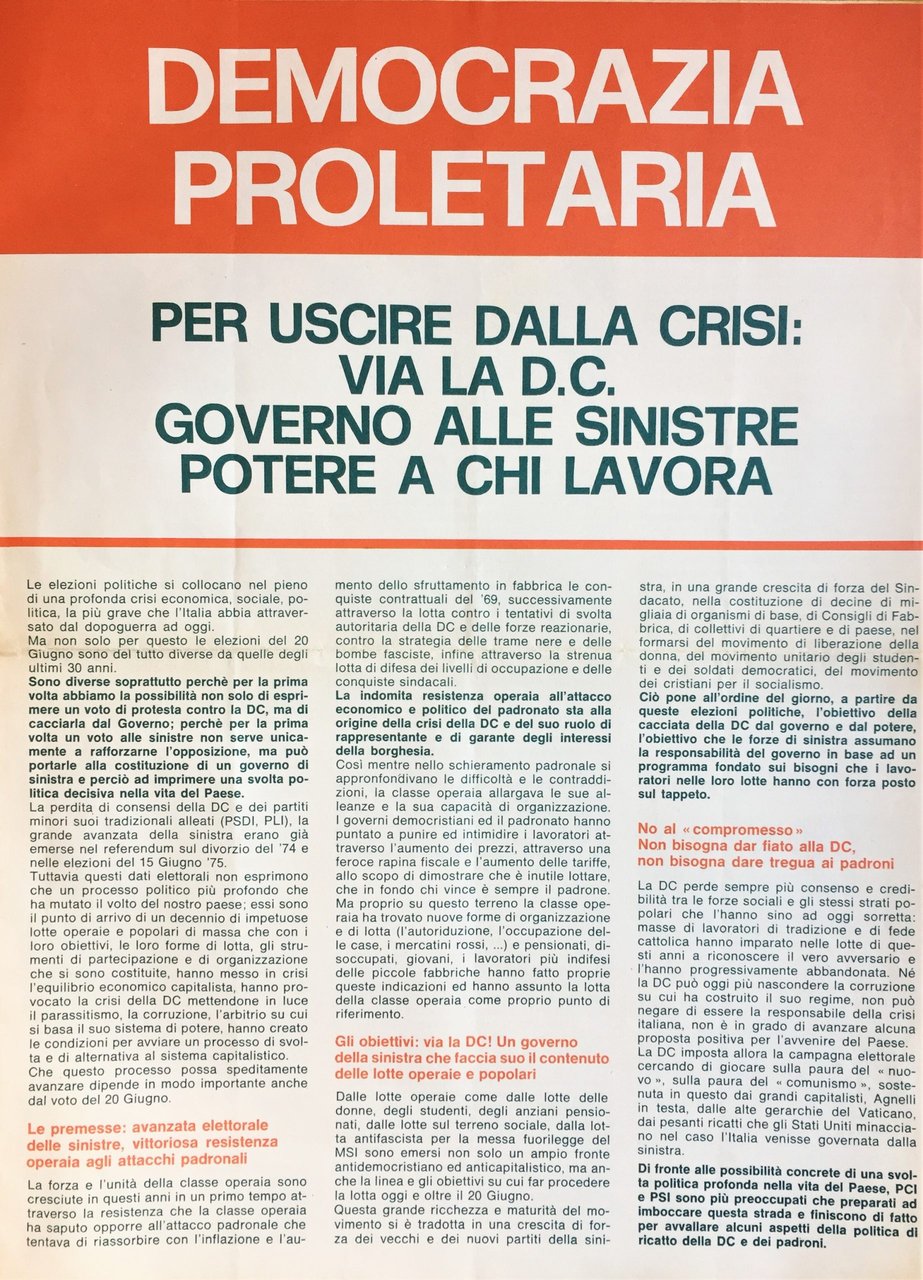 DEMOCRAZIA
PROLETARIA
PER USCIRE DALLA CRISI:
VIA LA D.C.
GOVERNO ALLE SINISTRE
POTERE A CHI LAVORA
Le elezioni politiche si collocano nel pieno
di una profonda crisi economica, sociale, po-
litica, la più grave che l'Italia abbia attraver-
sato dal dopoguerra ad oggi.
Ma non solo per questo le elezioni del 20
Giugno sono del tutto diverse da quelle degli
ultimi 30 anni.
Sono diverse soprattutto perchè per la prima
volta abbiamo la possibilità non solo di espri-
mere un voto di protesta contro la DC, ma di
cacciarla dal Governo; perchè per la prima
volta un voto alle sinistre non serve unica-
mente a rafforzarne l'opposizione, ma può
portarle alla costituzione di un governo di
sinistra e perciò ad imprimere una svolta po-
litica decisiva nella vita del Paese.
La perdita di consensi della DC e dei partiti
minori suoi tradizionali alleati (PSDI, PLI), la
grande avanzata della sinistra erano già
emerse nel referendum sul divorzio del '74 e
nelle elezioni del 15 Giugno '75.
Tuttavia questi dati elettorali non esprimono
che un processo politico più profondo che
ha mutato il volto del nostro paese; essi sono
il punto di arrivo di un decennio di impetuose
lotte operaie e popolari di massa che con i
loro obiettivi, le loro forme di lotta, gli stru-
menti di partecipazione e di organizzazione
che si sono costituite, hanno messo in crisi
l'equilibrio economico capitalista, hanno pro-
vocato la crisi della DC mettendone in luce
il parassitismo, la corruzione, l'arbitrio su cui
si basa il suo sistema di potere, hanno creato
le condizioni per avviare un processo di svol-
ta e di alternativa al sistema capitalistico.
Che questo processo possa speditamente
avanzare dipende in modo importante anche
dal voto del 20 Giugno.
Le premesse: avanzata elettorale
delle sinistre, vittoriosa resistenza
operaia agli attacchi padronali
La forza e l'unità della classe operaia sono
cresciute in questi anni in un primo tempo at-
traverso la resistenza che la classe operaia
ha saputo opporre all'attacco padronale che
tentava di riassorbire con l'inflazione e l'au-
mento dello sfruttamento in fabbrica le con-
quiste contrattuali del '69, successivamente
attraverso la lotta contro i tentativi di svolta
autoritaria della DC e delle forze reazionarie,
contro la strategia delle trame nere e delle
bombe fasciste, infine attraverso la strenua
lotta di difesa dei livelli di occupazione e delle
conquiste sindacali.
La indomita resistenza operaia all'attacco
economico e politico del padronato sta alla
origine della crisi della DC e del suo ruolo di
rappresentante e di garante degli interessi
della borghesia.
Così mentre nello schieramento padronale si
approfondivano le difficoltà e le contraddi-
zioni, la classe operaia allargava le sue al-
leanze e la sua capacità di organizzazione.
I governi democristiani ed il padronato hanno
puntato a punire ed intimidire i lavoratori at-
traverso l'aumento dei prezzi, attraverso una
feroce rapina fiscale e l'aumento delle tariffe,
allo scopo di dimostrare che è inutile lottare,
che in fondo chi vince è sempre il padrone.
Ma proprio su questo terreno la classe ope-
raia ha trovato nuove forme di organizzazione
e di lotta (l'autoriduzione, l'occupazione del-
le case, i mercatini rossi, ...) e pensionati, di-
soccupati, giovani, i lavoratori più indifesi
delle piccole fabbriche hanno fatto proprie
queste indicazioni ed hanno assunto la lotta
della classe operaia come proprio punto di
riferimento.
Gli obiettivi: via la DC! Un governo
della sinistra che faccia suo il contenuto
delle lotte operaie e popolari
Dalle lotte operaie come dalle lotte delle
donne, degli studenti, degli anziani pensio-
nati, dalle lotte sul terreno sociale, dalla lot-
ta antifascista per la messa fuorilegge del
MSI sono emersi non solo un ampio fronte
antidemocristiano ed anticapitalistico, ma an-
che la linea e gli obiettivi su cui far procedere
la lotta oggi e oltre il 20 Giugno.
Questa grande ricchezza e maturità del mo-
vimento si è tradotta in una crescita di for-
za dei vecchi e dei nuovi partiti della sini-
stra, in una grande crescita di forza del Sin-
dacato, nella costituzione di decine di mi-
gliaia di organismi di base, di Consigli di Fab-
brica, di collettivi di quartiere e di paese, nel
formarsi del movimento di liberazione della
donna, del movimento unitario degli studen-
ti e dei soldati democratici, del movimento
dei cristiani per il socialismo.
Ciò pone all'ordine del giorno, a partire da
queste elezioni politiche, l'obiettivo della
cacciata della DC dal governo e dal potere,
l'obiettivo che le forze di sinistra assumano
la responsabilità del governo in base ad un
programma fondato sui bisogni che i lavo-
ratori nelle loro lotte hanno con forza posto
sul tappeto.
No al « compromesso »
Non bisogna dar fiato alla DC,
non bisogna dare tregua ai padroni
La DC perde sempre più consenso e credi-
bilità tra le forze sociali e gli stessi strati po-
polari che l'hanno sino ad oggi sorretta:
masse di lavoratori di tradizione e di fede
cattolica hanno imparato nelle lotte di que-
sti anni a riconoscere il vero avversario e
l'hanno progressivamente abbandonata. Né
la DC può oggi più nascondere la corruzione
su cui ha costruito il suo regime, non può
negare di essere la responsabile della crisi
italiana, non è in grado di avanzare alcuna
proposta positiva per l'avvenire del Paese.
La DC imposta allora la campagna elettorale
cercando di giocare sulla paura del « nuo-
vo », sulla paura del « comunismo », soste-
nuta in questo dai grandi capitalisti, Agnelli
in testa, dalle alte gerarchie del Vaticano,
dai pesanti ricatti che gli Stati Uniti minaccia-
no nel caso l'Italia venisse governata dalla
sinistra.
Di fronte alle possibilità concrete di una svol-
ta politica profonda nella vita del Paese, PCI
e PSI sono più preoccupati che preparati ad
imboccare questa strada e finiscono di fatto
per avvallare alcuni aspetti della politica di
ricatto della DC e dei padroni.